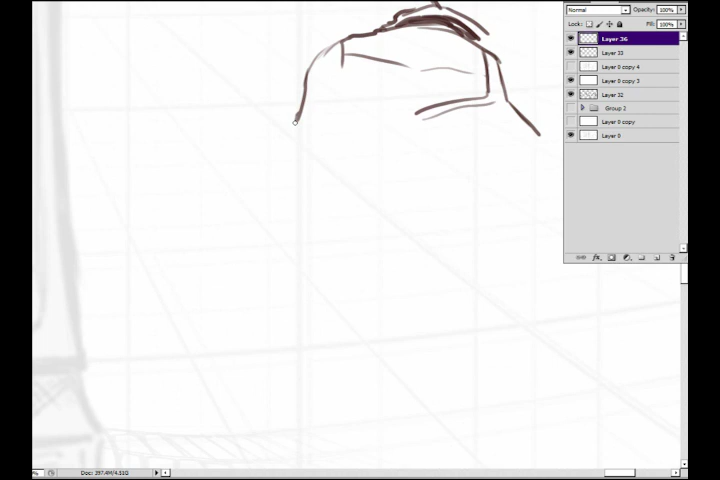 Normal Opacity: 100%
Lock: Fill: 100%
Layer 36
Layer 33
Layer 0 copy 4
Layer 0 copy 3
Layer 32
Group 2
Layer 0 copy
Layer 0